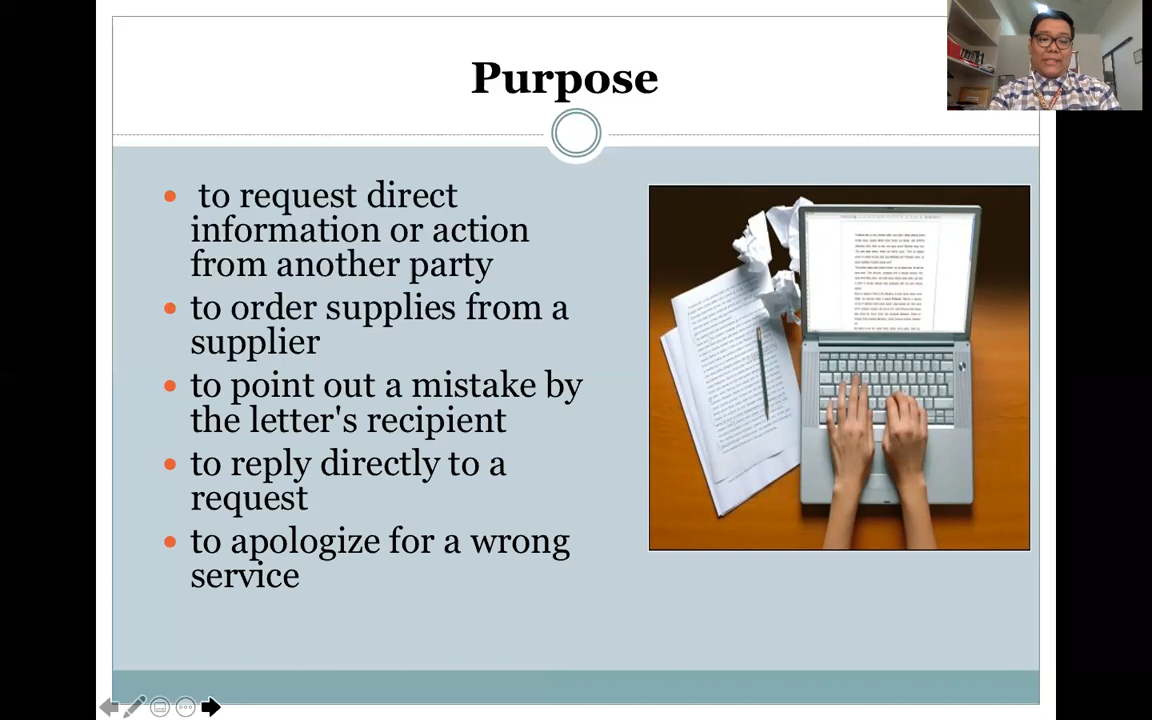 Purpose
to request direct
information or action
from another party
to order supplies from a
supplier
to point out a mistake by
the letter's recipient
to reply directly to a
request
to apologize for a wrong
service